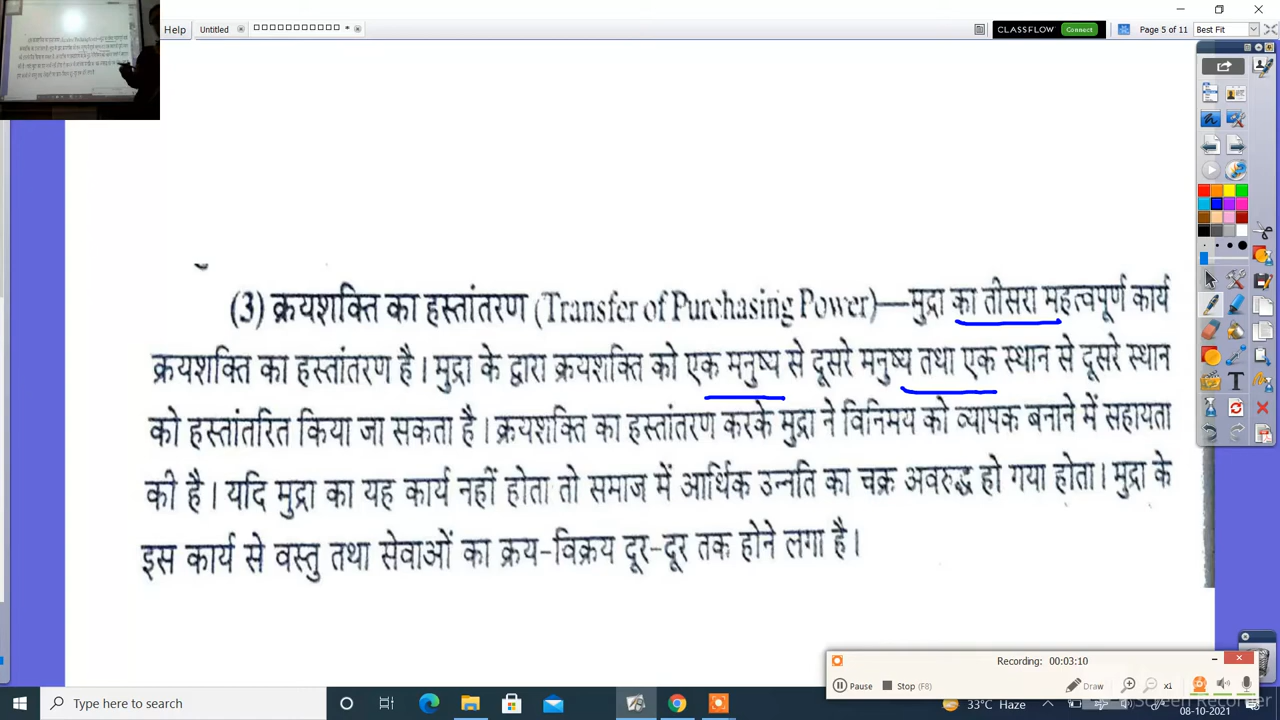 Help
Untitled
CLASSFLOW Connect
Page 5 of 11
Best Fit
(3) क्रयशक्ति का हस्तांतरण (Transfer of Purchasing Power)—मुद्रा का तीसरा महत्वपूर्ण कार्य
क्रयशक्ति का हस्तांतरण है। मुद्रा के द्वारा क्रयशक्ति को एक मनुष्य से दूसरे मनुष्य तथा एक स्थान से दूसरे स्थान
को हस्तांतरित किया जा सकता है। क्रयशक्ति का हस्तांतरण करके मुद्रा ने विनिमय को व्यापक बनाने में सहायता
की है। यदि मुद्रा का यह कार्य नहीं होता तो समाज में आर्थिक उन्नति का चक्र अवरुद्ध हो गया होता। मुद्रा के
इस कार्य से वस्तु तथा सेवाओं का क्रय-विक्रय दूर-दूर तक होने लगा है।
Recording: 00:03:10
Pause
Stop (F8)
Draw
x1
Screen Recorder
Type here to search
33°C Haze
08-10-2021